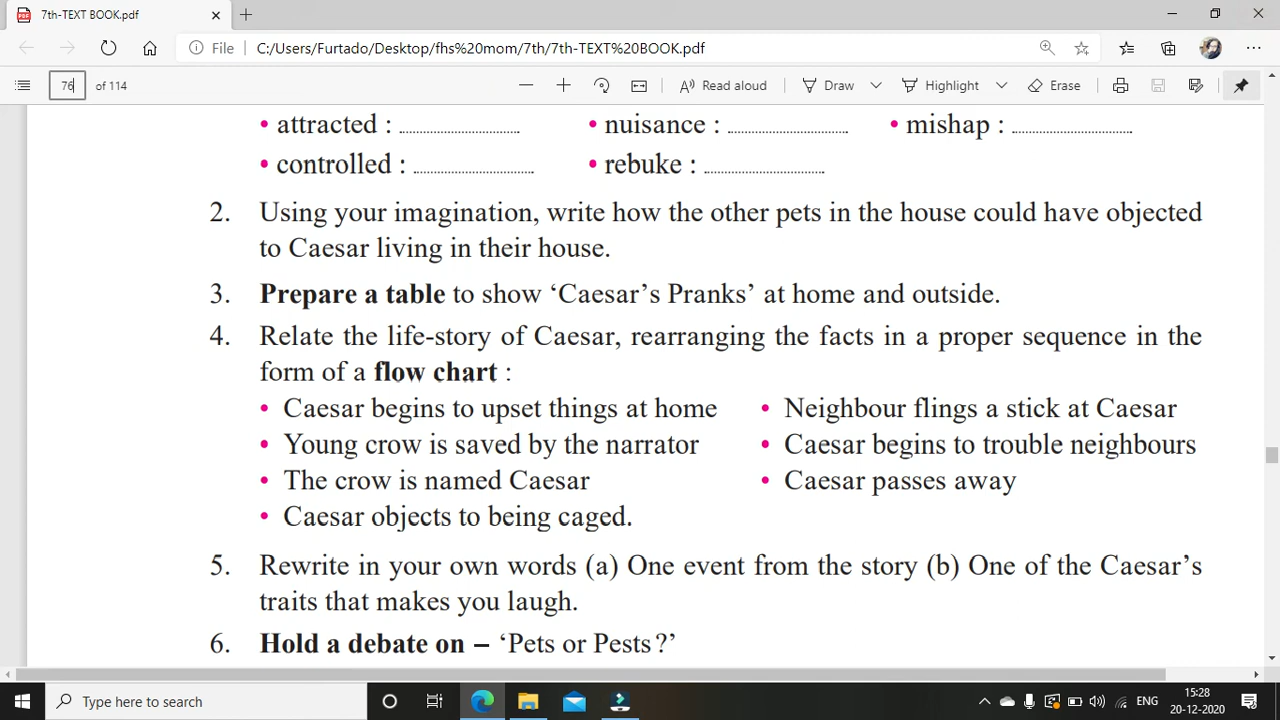 7th-TEXT BOOK.pdf
File C:/Users/Furtado/Desktop/fhs%20mom/7th/7th-TEXT%20BOOK.pdf
76 of 114 Read aloud Draw Highlight Erase
• attracted : ........................ • nuisance : ........................ • mishap : ........................
• controlled : ........................ • rebuke : ........................
2. Using your imagination, write how the other pets in the house could have objected
to Caesar living in their house.
3. Prepare a table to show ‘Caesar’s Pranks’ at home and outside.
4. Relate the life-story of Caesar, rearranging the facts in a proper sequence in the
form of a flow chart :
• Caesar begins to upset things at home • Neighbour flings a stick at Caesar
• Young crow is saved by the narrator • Caesar begins to trouble neighbours
• The crow is named Caesar • Caesar passes away
• Caesar objects to being caged.
5. Rewrite in your own words (a) One event from the story (b) One of the Caesar’s
traits that makes you laugh.
6. Hold a debate on – ‘Pets or Pests ?’
Type here to search ENG 15:28
20-12-2020